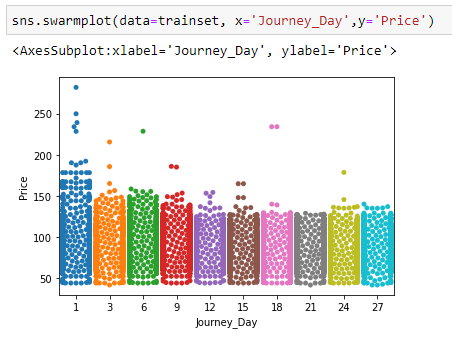 sns.swarmplot(data=trainset, x='Journey_Day',y='Price')
<AxesSubplot:xlabel='Journey_Day', ylabel='Price'>
250
200
Price
150
100
50
1 3 6 9 12 15 18 21 24 27
Journey_Day